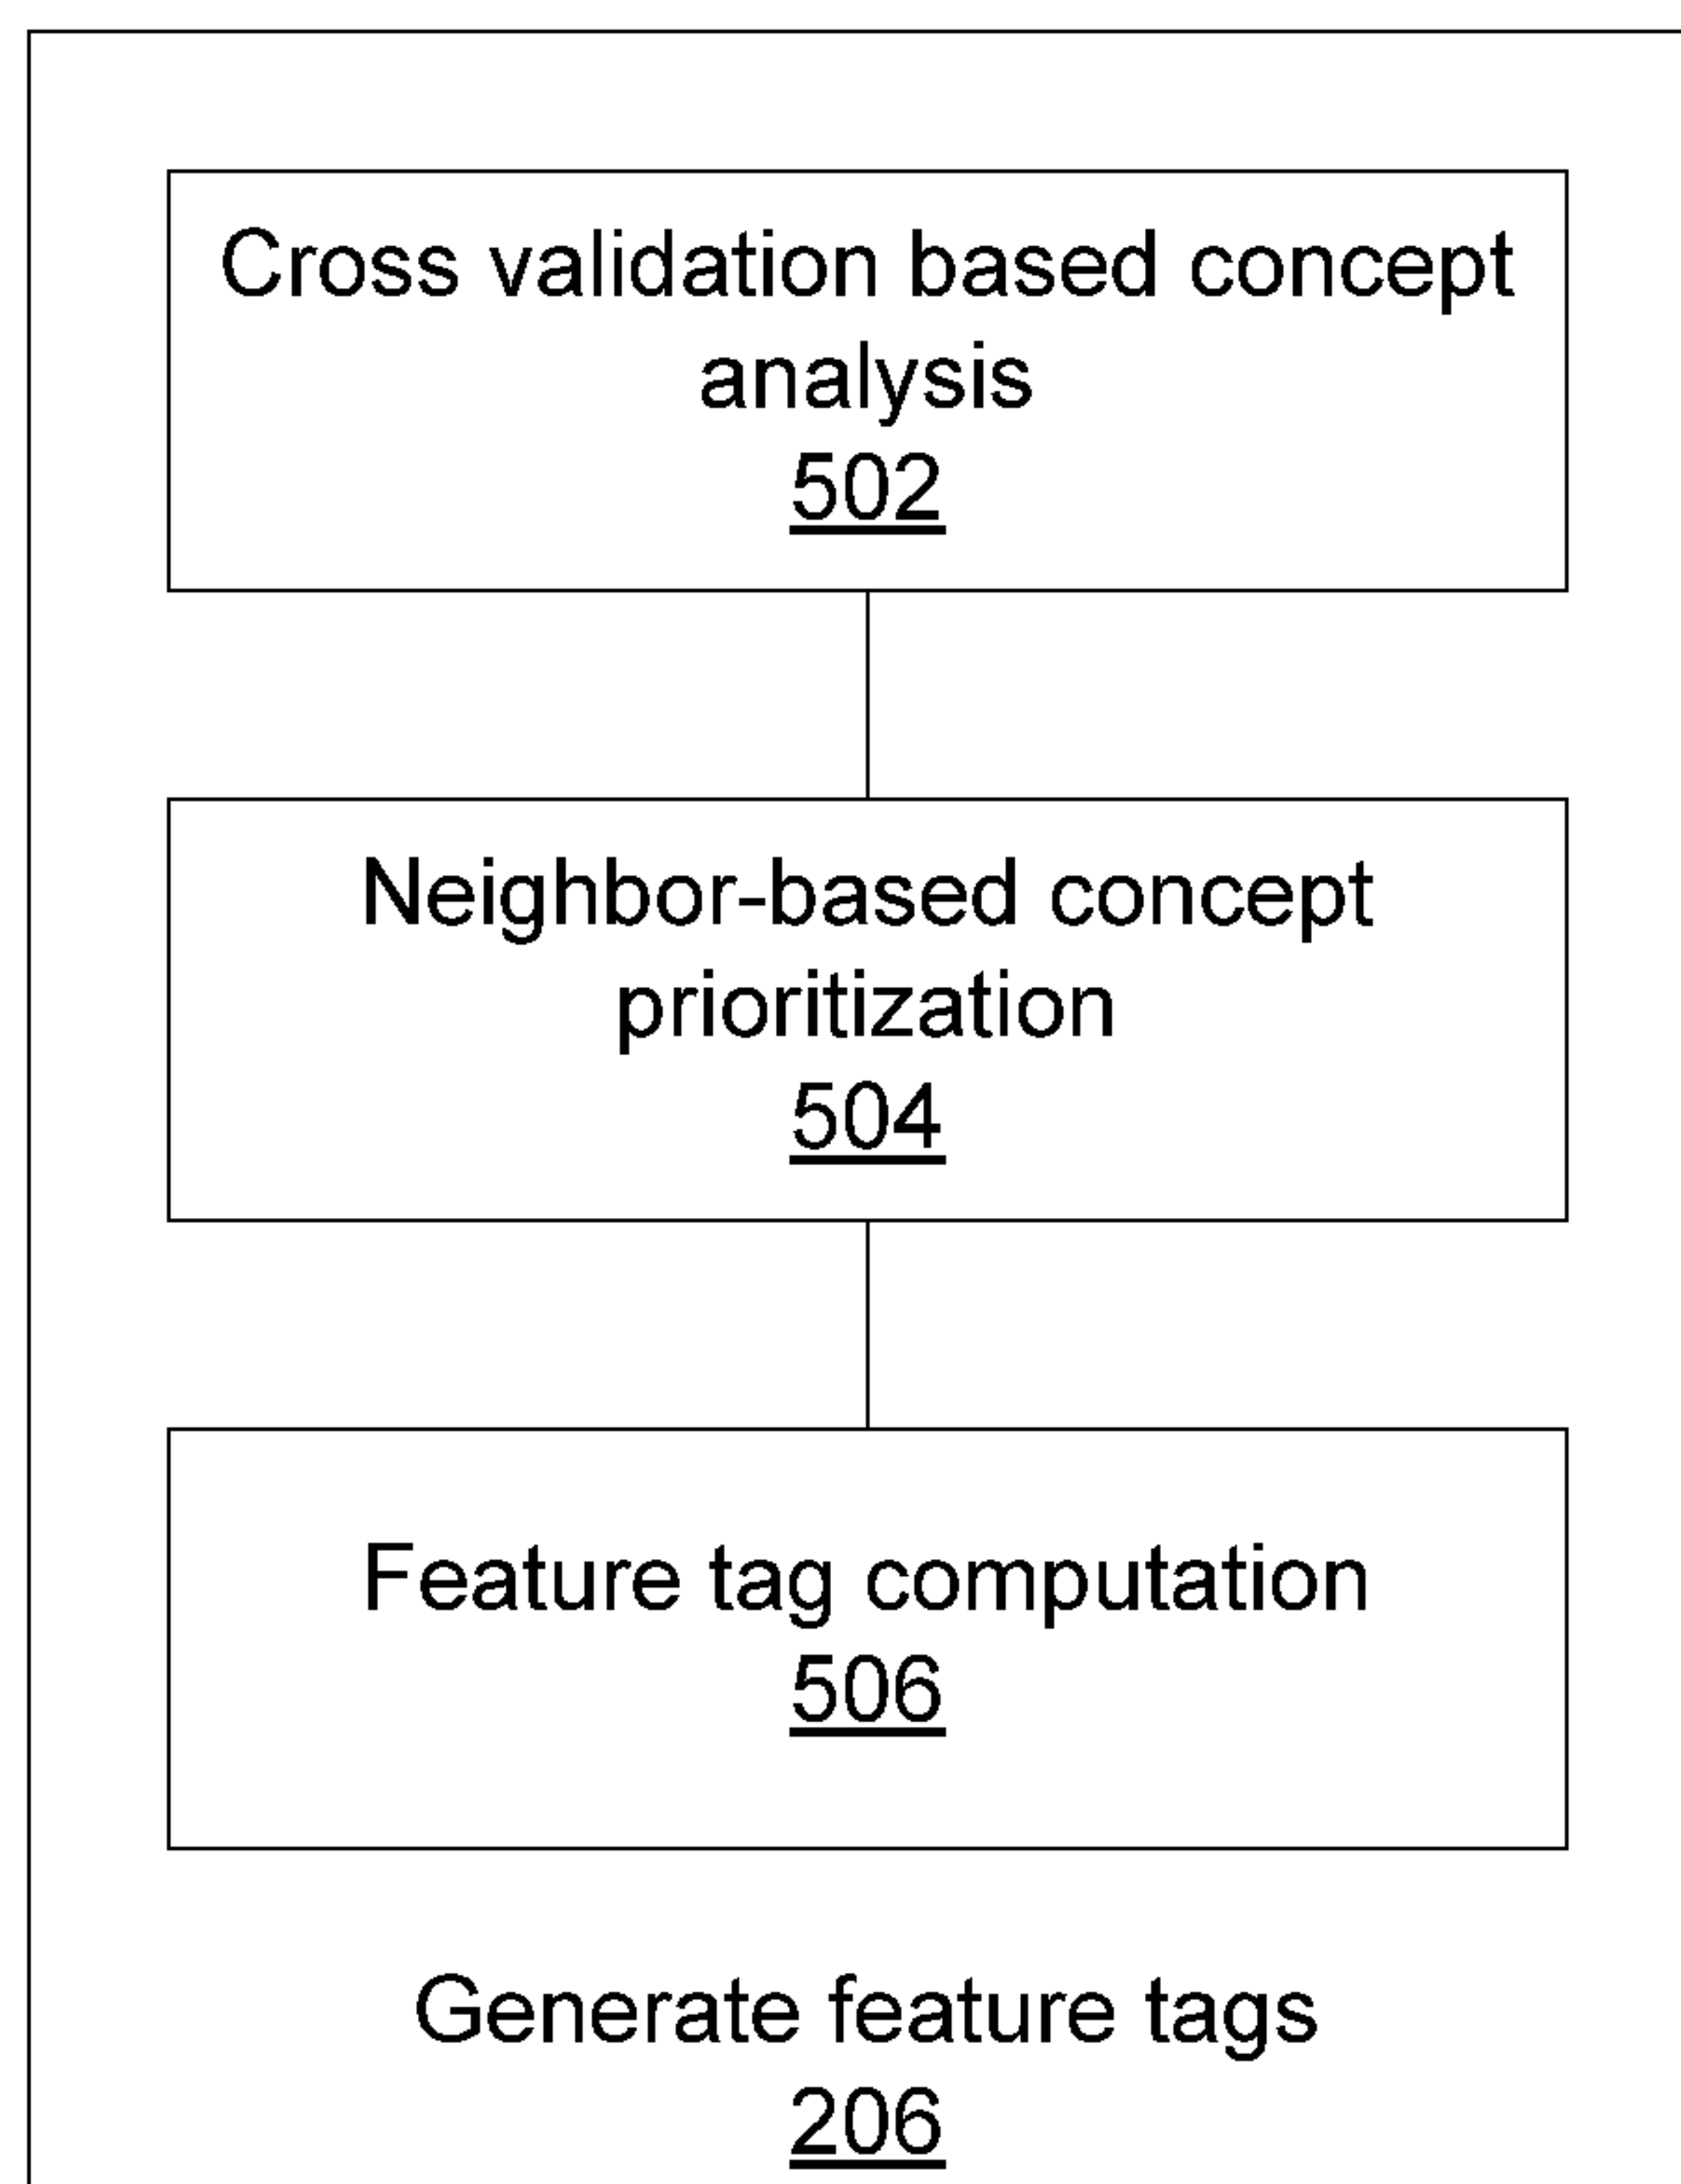 Cross validation based concept
analysis
502
Neighbor-based concept
prioritization
504
Feature tag computation
506
Generate feature tags
206